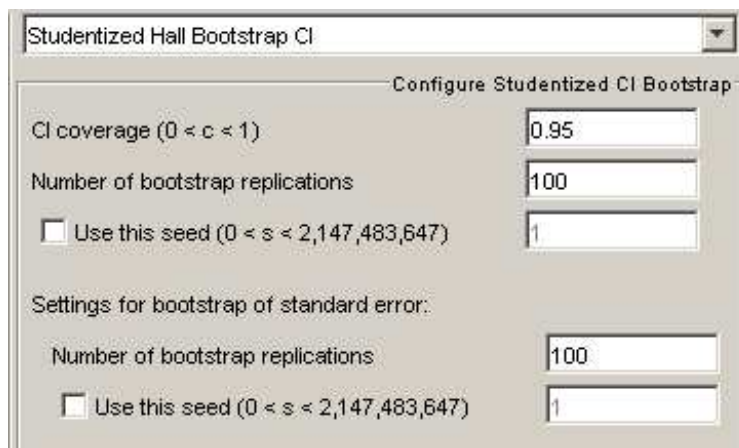 Studentized Hall Bootstrap CI
Configure Studentized CI Bootstrap
CI coverage (0 < c < 1) 0.95
Number of bootstrap replications 100
Use this seed (0 < s < 2,147,483,647) 1
Settings for bootstrap of standard error:
Number of bootstrap replications 100
Use this seed (0 < s < 2,147,483,647) 1